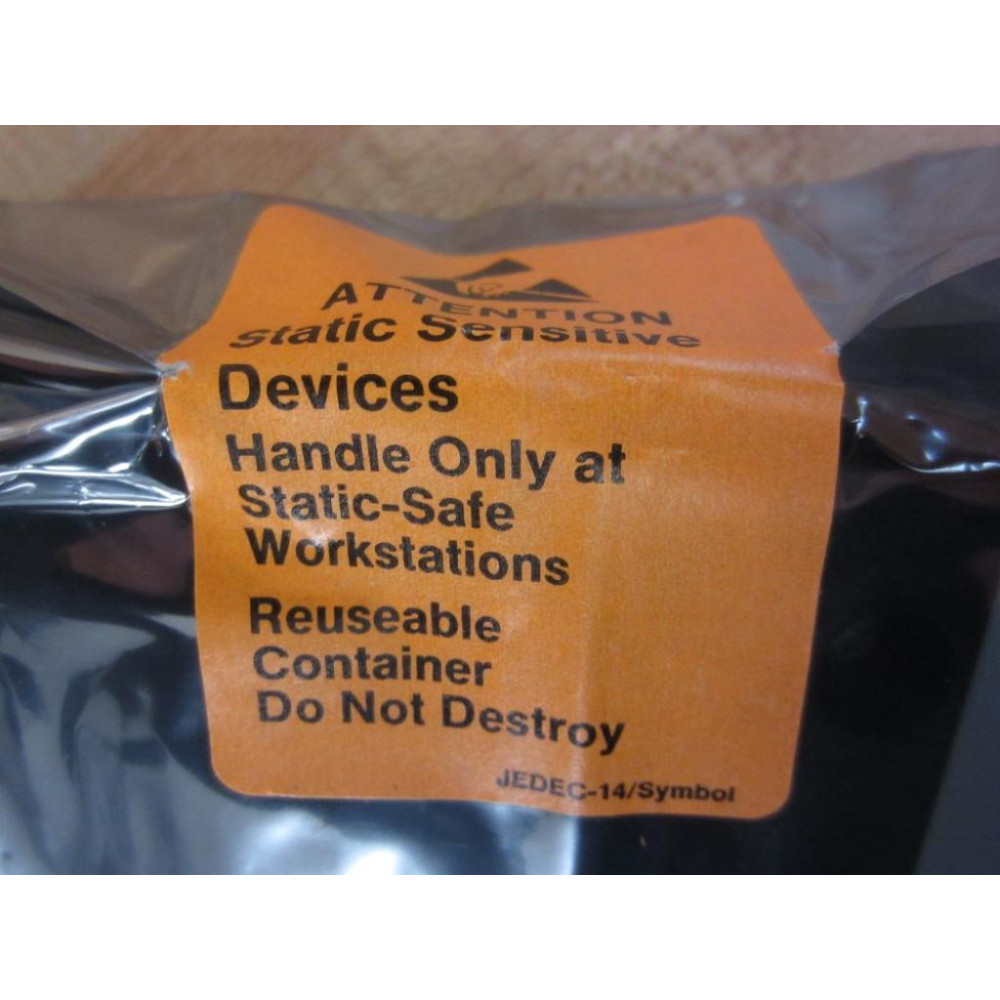 ATTENTION
Static Sensitive
Devices
Handle Only at
Static-Safe
Workstations
Reuseable
Container
Do Not Destroy
JEDEC-14/Symbol